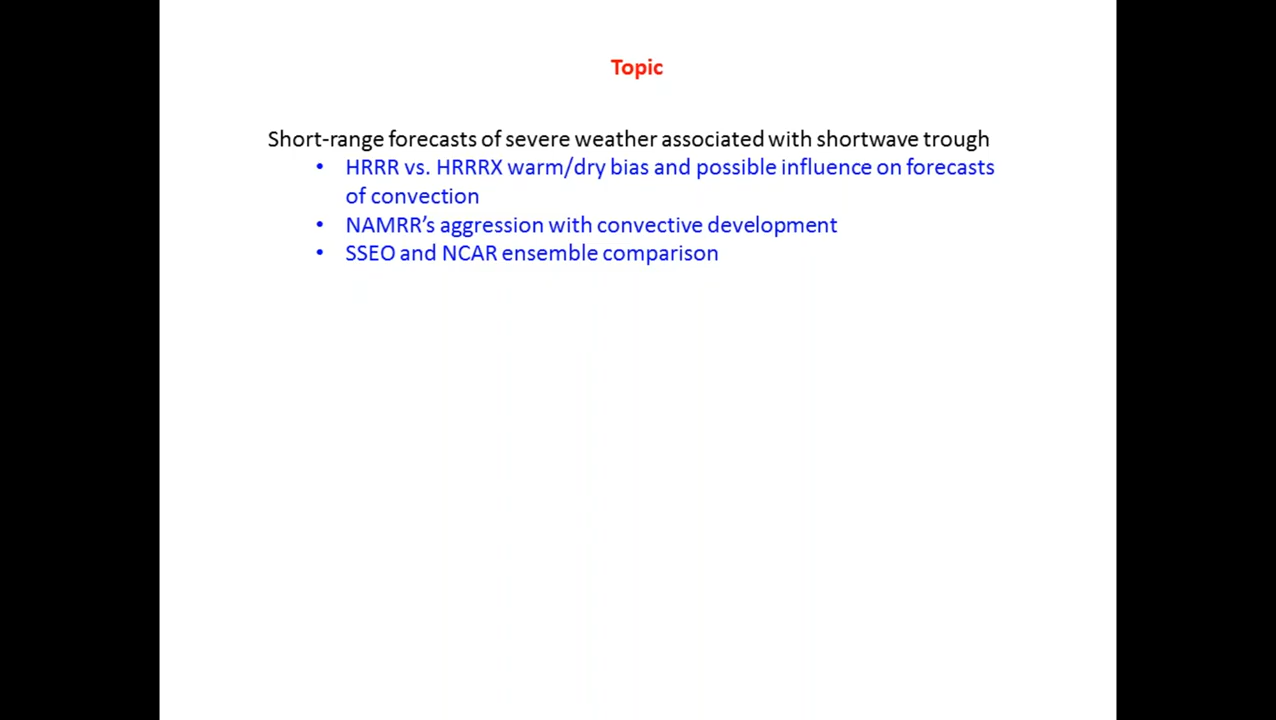 Topic
Short-range forecasts of severe weather associated with shortwave trough
• HRRR vs. HRRRX warm/dry bias and possible influence on forecasts
of convection
• NAMRR’s aggression with convective development
• SSEO and NCAR ensemble comparison